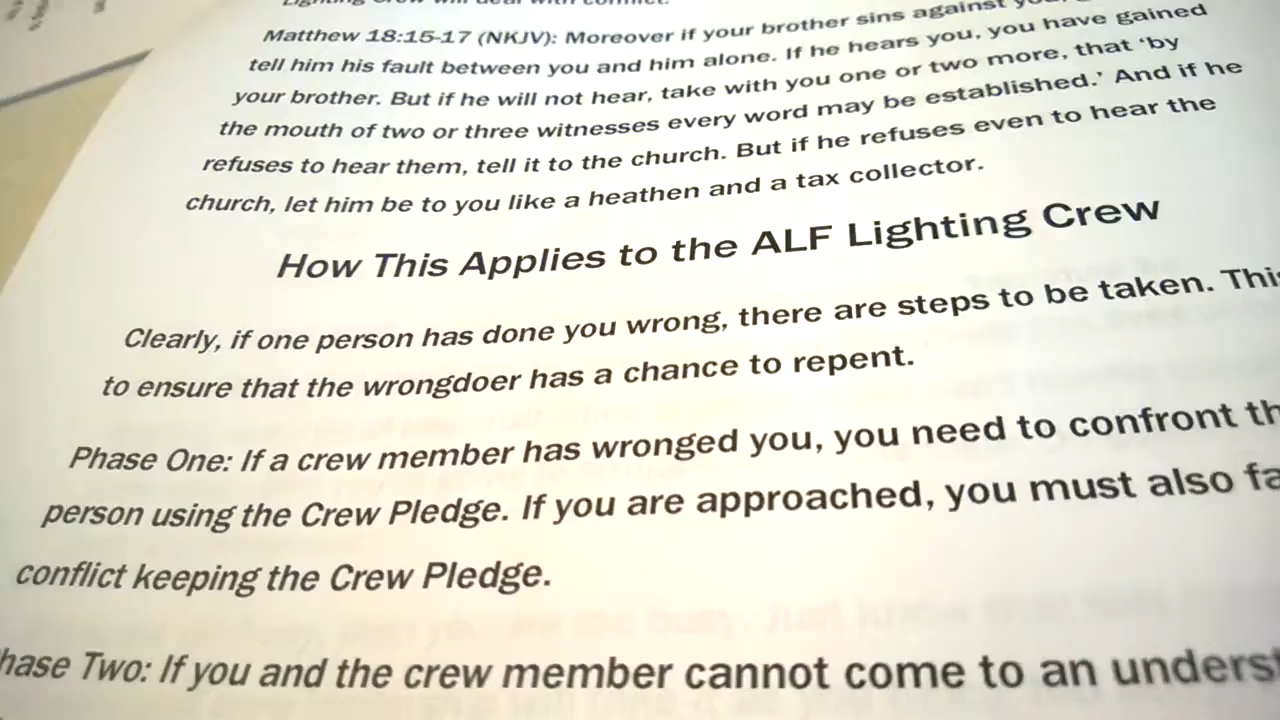 Lighting Crew will deal with conflict.
Matthew 18:15-17 (NKJV): Moreover if your brother sins against
tell him his fault between you and him alone. If he hears you, you have gained
your brother. But if he will not hear, take with you one or two more, that ‘by
the mouth of two or three witnesses every word may be established.’ And if he
refuses to hear them, tell it to the church. But if he refuses even to hear the
church, let him be to you like a heathen and a tax collector.
How This Applies to the ALF Lighting Crew
Clearly, if one person has done you wrong, there are steps to be taken. This
to ensure that the wrongdoer has a chance to repent.
Phase One: If a crew member has wronged you, you need to confront th
person using the Crew Pledge. If you are approached, you must also fa
conflict keeping the Crew Pledge.
hase Two: If you and the crew member cannot come to an underst